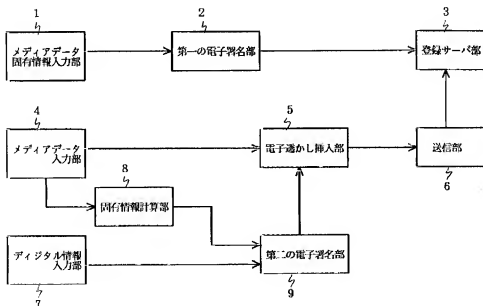 1
2
3
メディアデータ
固有情報入力部
第一の電子署名部
登録サーバ部
4
5
メディアデータ
入力部
電子透かし挿入部
送信部
8
6
固有情報計算部
ディジタル情報
入力部
第二の電子署名部
7
9